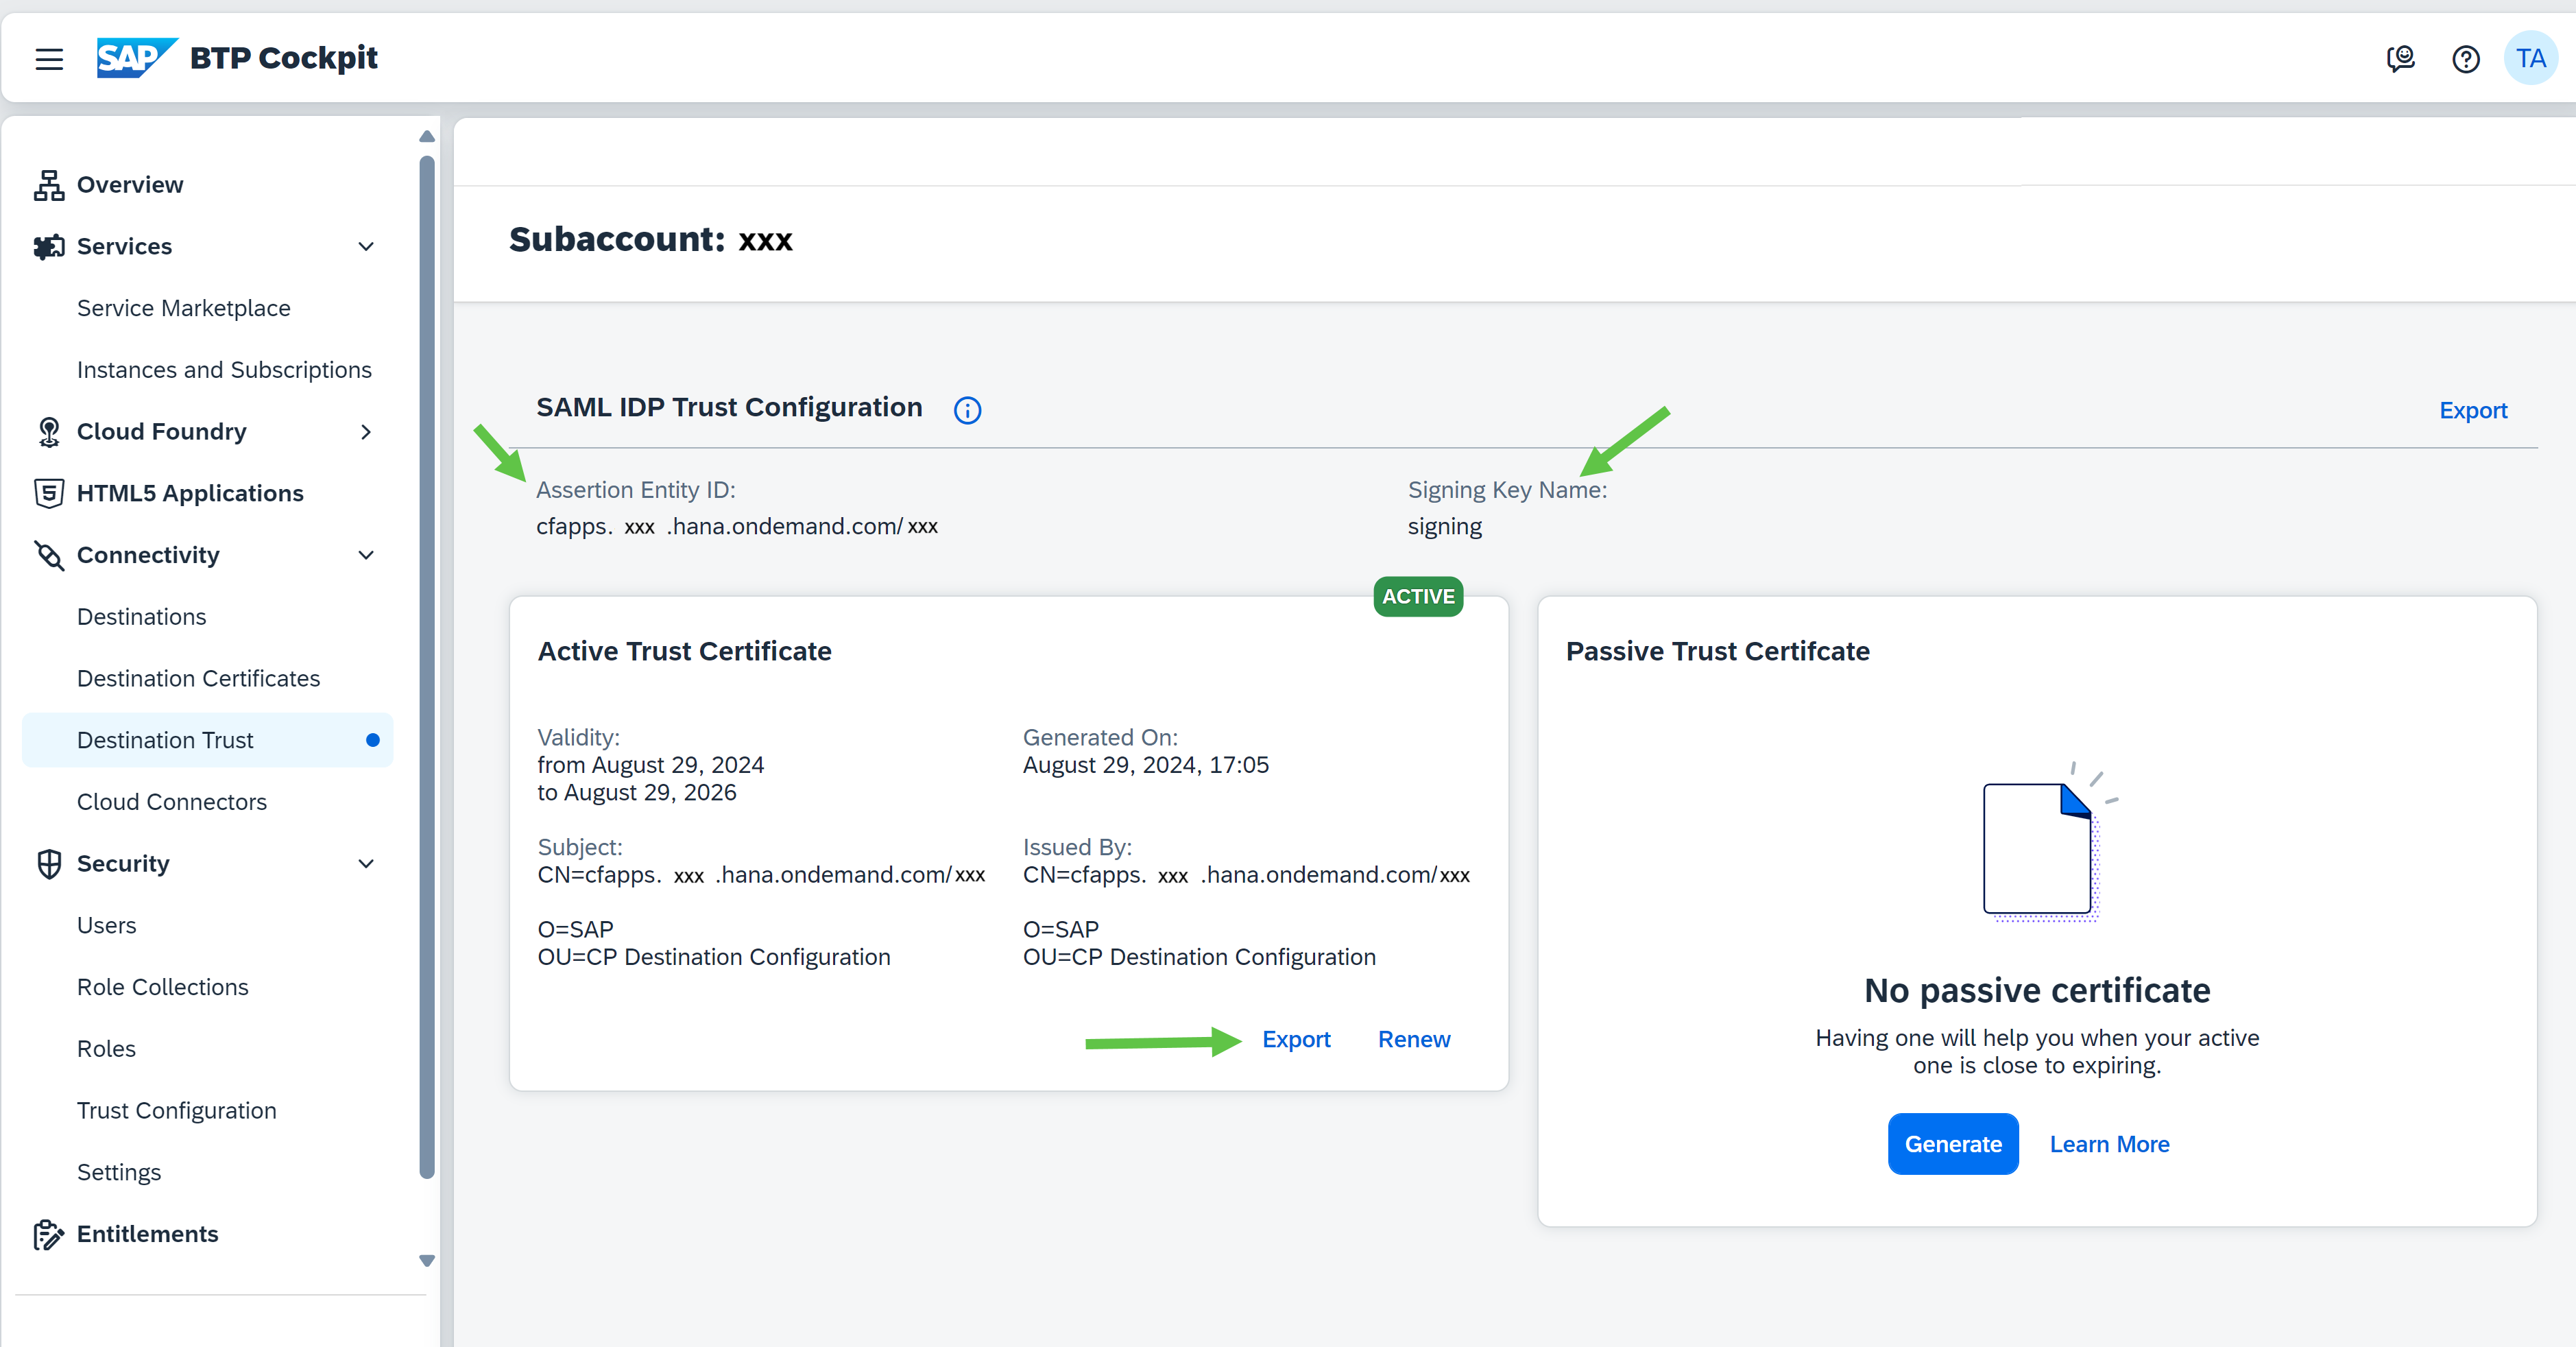 SAP BTP Cockpit
TA
Overview
Services
Service Marketplace
Instances and Subscriptions
Cloud Foundry
HTML5 Applications
Connectivity
Destinations
Destination Certificates
Destination Trust
Cloud Connectors
Security
Users
Role Collections
Roles
Trust Configuration
Settings
Entitlements
Subaccount: xxx
SAML IDP Trust Configuration
Export
Assertion Entity ID:
cfapps. xxx .hana.ondemand.com/ xxx
Signing Key Name:
signing
ACTIVE
Active Trust Certificate
Validity:
from August 29, 2024
to August 29, 2026
Generated On:
August 29, 2024, 17:05
Subject:
CN=cfapps. xxx .hana.ondemand.com/xxx
O=SAP
OU=CP Destination Configuration
Issued By:
CN=cfapps. xxx .hana.ondemand.com/xxx
O=SAP
OU=CP Destination Configuration
Export Renew
Passive Trust Certifcate
No passive certificate
Having one will help you when your active
one is close to expiring.
Generate Learn More